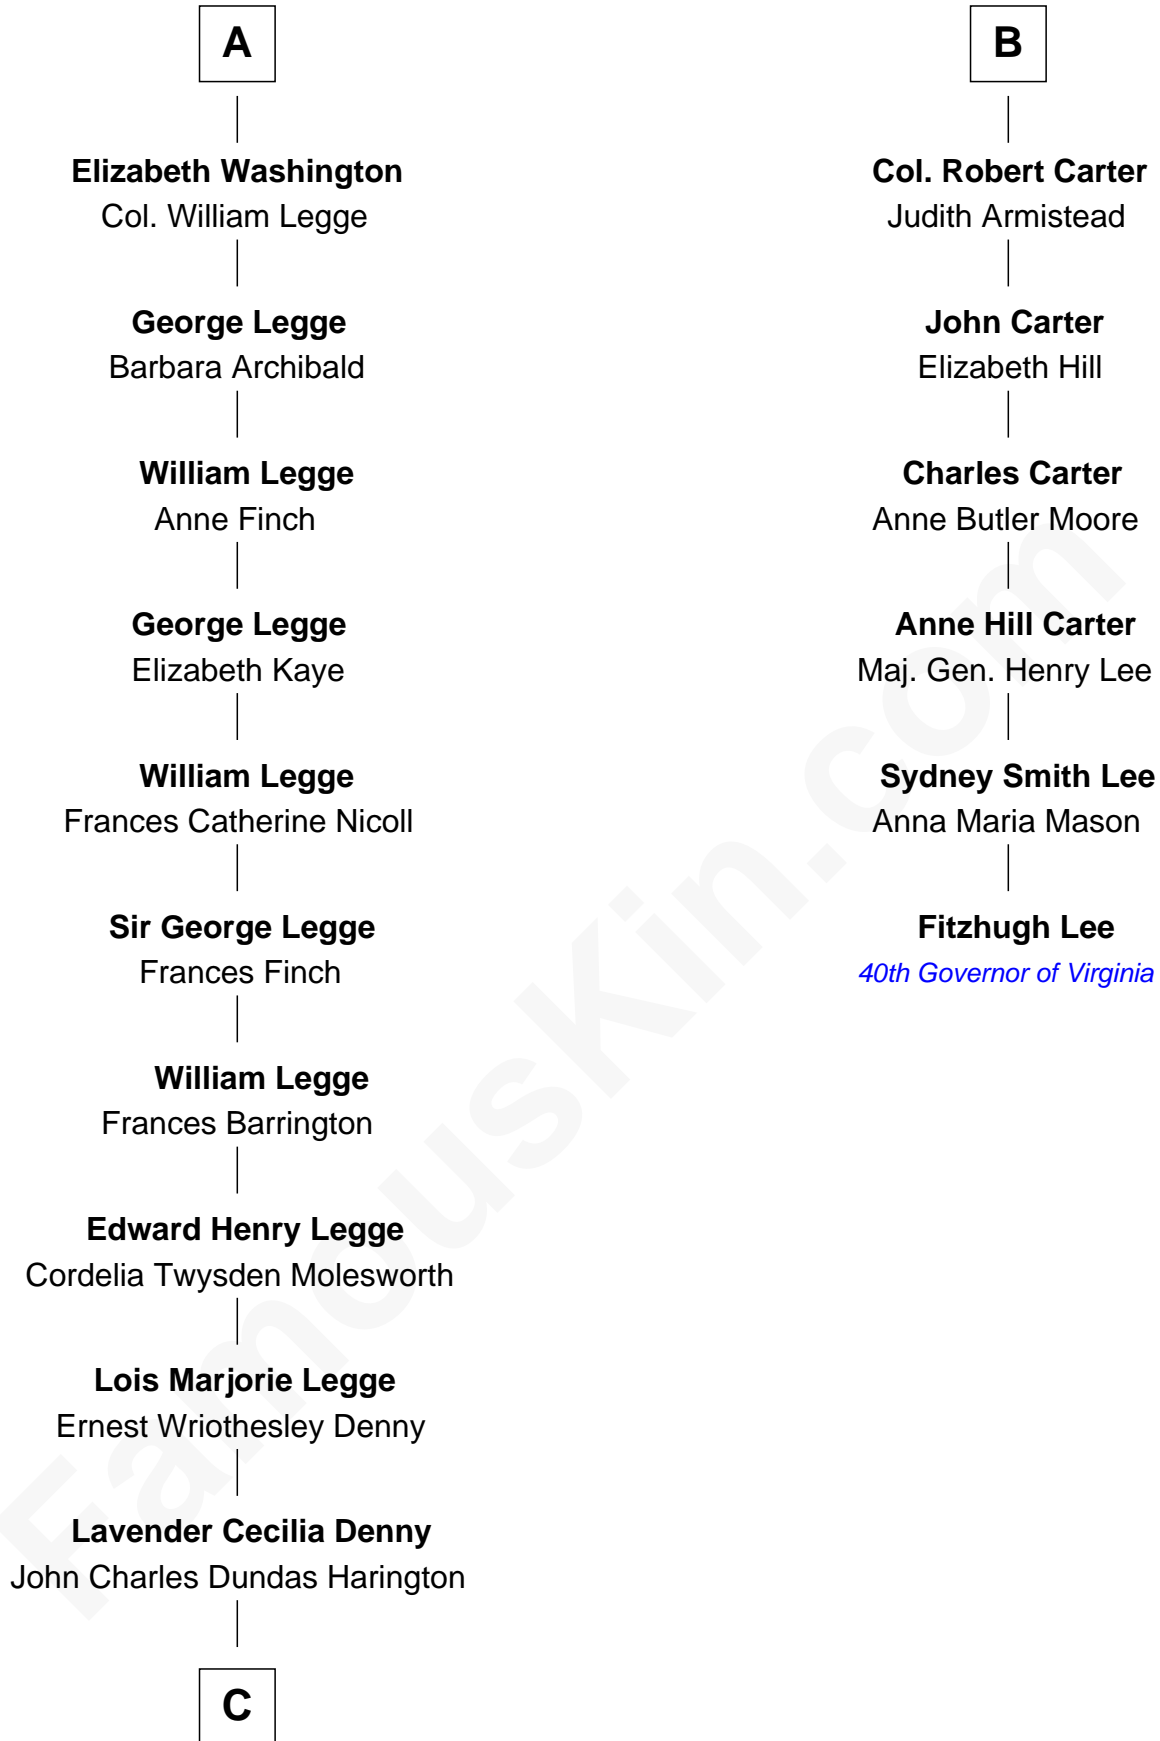 A
Elizabeth Washington
Col. William Legge
George Legge
Barbara Archibald
William Legge
Anne Finch
George Legge
Elizabeth Kaye
William Legge
Frances Catherine Nicoll
Sir George Legge
Frances Finch
William Legge
Frances Barrington
Edward Henry Legge
Cordelia Twysden Molesworth
Lois Marjorie Legge
Ernest Wriothesley Denny
Lavender Cecilia Denny
John Charles Dundas Harington
C
B
Col. Robert Carter
Judith Armistead
John Carter
Elizabeth Hill
Charles Carter
Anne Butler Moore
Anne Hill Carter
Maj. Gen. Henry Lee
Sydney Smith Lee
Anna Maria Mason
Fitzhugh Lee
40th Governor of Virginia
FamousKin.com